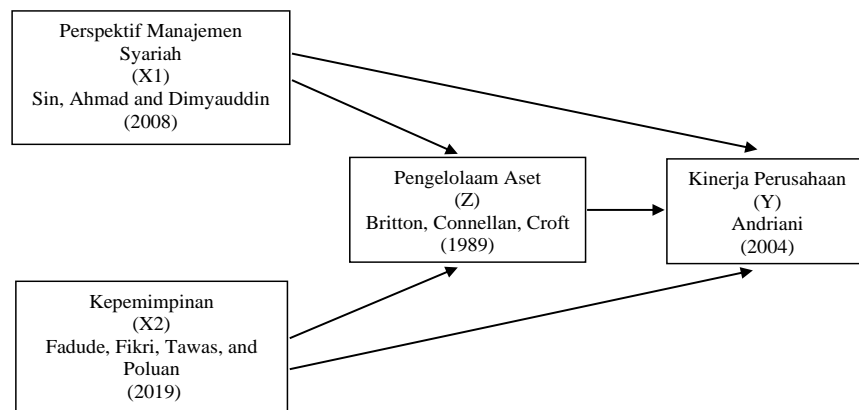 Perspektif Manajemen
Syariah
(X1)
Sin, Ahmad and Dimyauddin
(2008)
Pengelolaam Aset
(Z)
Britton, Connellan, Croft
(1989)
Kinerja Perusahaan
(Y)
Andriani
(2004)
Kepemimpinan
(X2)
Fadude, Fikri, Tawas, and
Poluan
(2019)